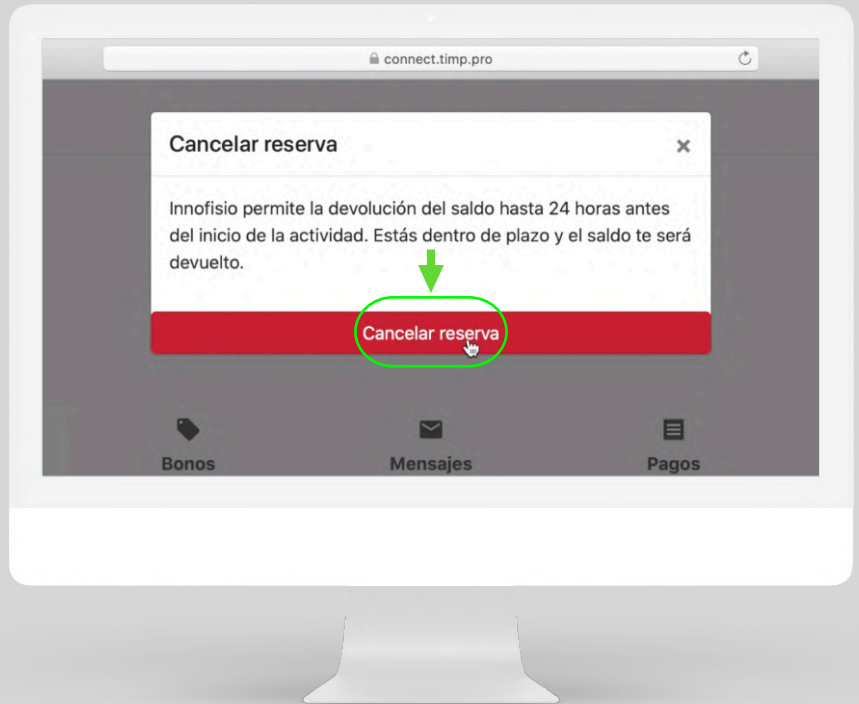 connect.timp.pro
Cancelar reserva
Innofisio permite la devolución del saldo hasta 24 horas antes
del inicio de la actividad. Estás dentro de plazo y el saldo te será
devuelto.
Cancelar reserva
Bonos
Mensajes
Pagos